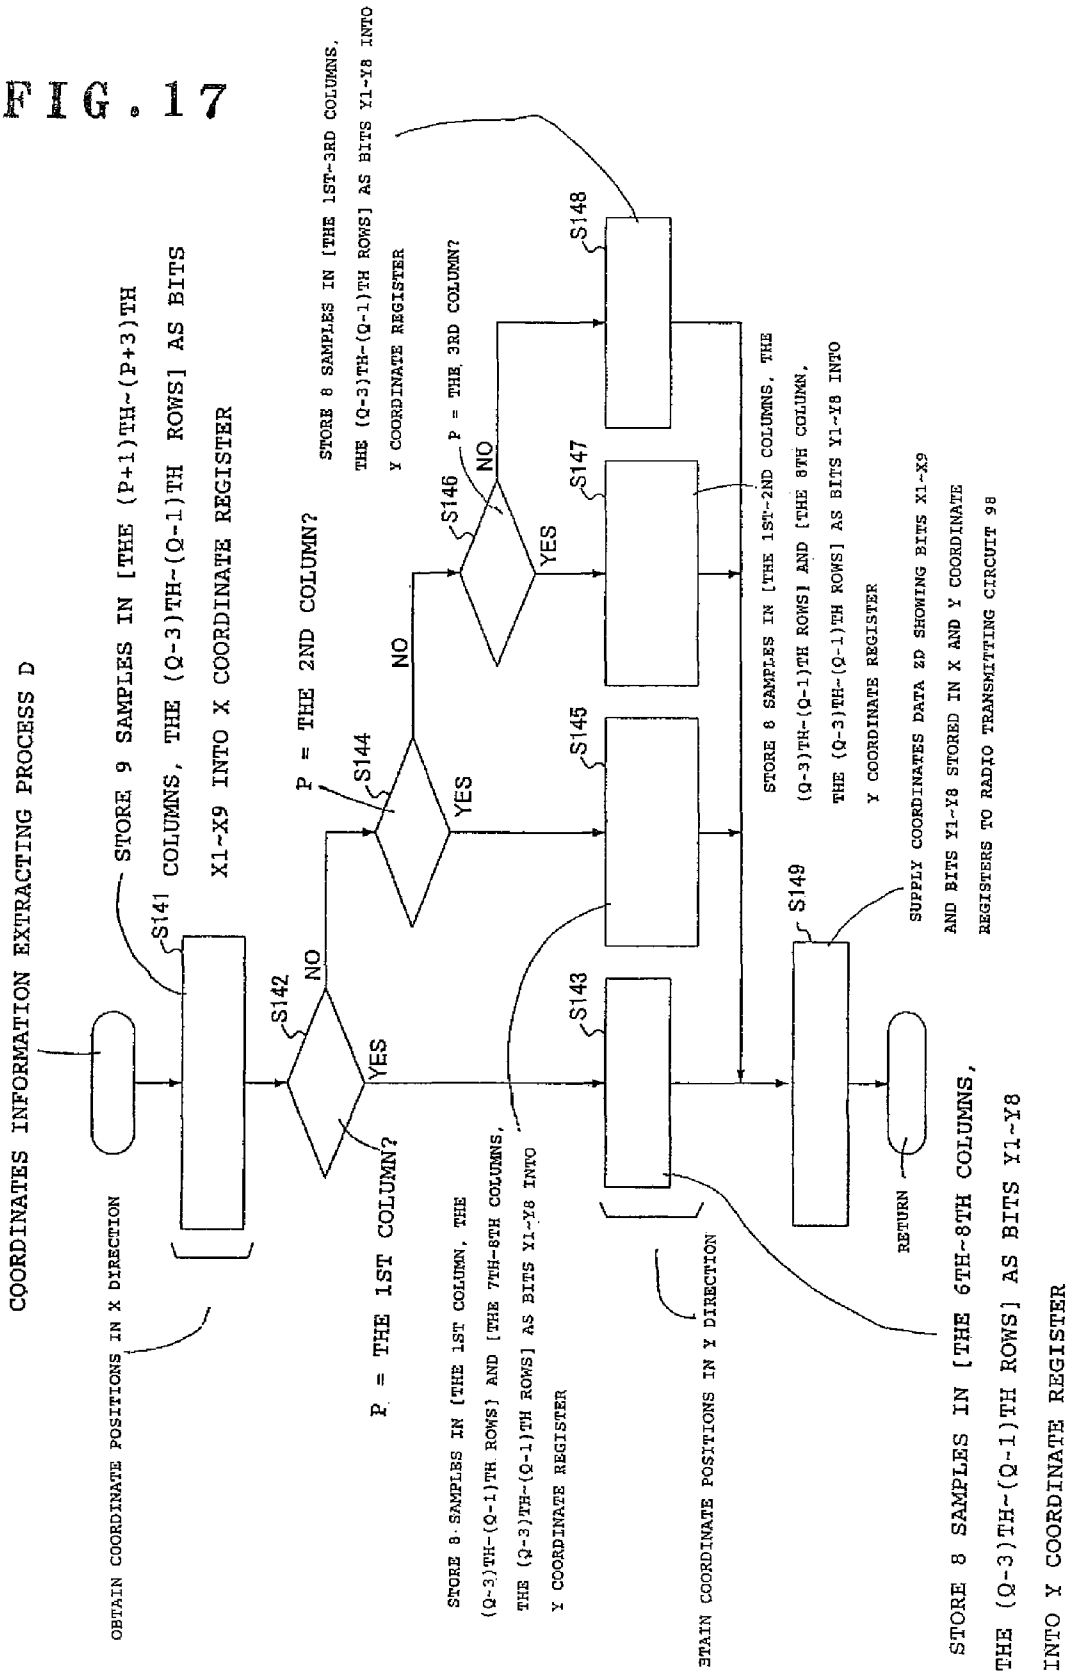 FIG.17
COORDINATES INFORMATION EXTRACTING PROCESS D
OBTAIN COORDINATE POSITIONS IN X DIRECTION
S141
STORE 9 SAMPLES IN [THE (P+1)TH~(P+3)TH
COLUMNS, THE (Q-3)TH~(Q-1)TH ROWS] AS BITS
X1~X9 INTO X COORDINATE REGISTER
S142
P = THE 1ST COLUMN?
YES
NO
S144
P = THE 2ND COLUMN?
YES
NO
S146
P = THE 3RD COLUMN?
YES
NO
STORE 8 SAMPLES IN [THE 1ST~3RD COLUMNS,
THE (Q-3)TH~(Q-1)TH ROWS] AS BITS Y1~Y8 INTO
Y COORDINATE REGISTER
STORE 8 SAMPLES IN [THE 1ST COLUMN, THE
(Q-3)TH~(Q-1)TH ROWS] AND [THE 7TH~8TH COLUMNS,
THE (Q-3)TH~(Q-1)TH ROWS] AS BITS Y1~Y8 INTO
Y COORDINATE REGISTER
S143
S145
S147
S148
BTAIN COORDINATE POSITIONS IN Y DIRECTION
STORE 8 SAMPLES IN [THE 1ST~2ND COLUMNS, THE
(Q-3)TH~(Q-1)TH ROWS] AND [THE 8TH COLUMN,
THE (Q-3)TH~(Q-1)TH ROWS] AS BITS Y1~Y8 INTO
Y COORDINATE REGISTER
S149
SUPPLY COORDINATES DATA ZD SHOWING BITS X1~X9
AND BITS Y1~Y8 STORED IN X AND Y COORDINATE
REGISTERS TO RADIO TRANSMITTING CIRCUIT 98
RETURN
STORE 8 SAMPLES IN [THE 6TH~8TH COLUMNS,
THE (Q-3)TH~(Q-1)TH ROWS] AS BITS Y1~Y8
INTO Y COORDINATE REGISTER